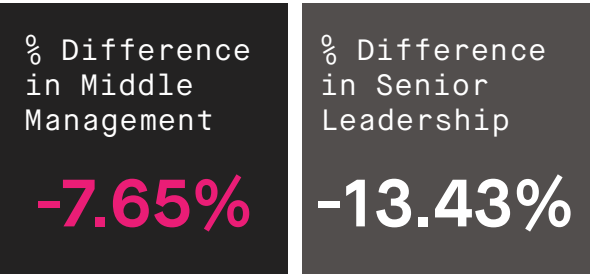 % Difference
in Middle
Management
-7.65%
% Difference
in Senior
Leadership
-13.43%